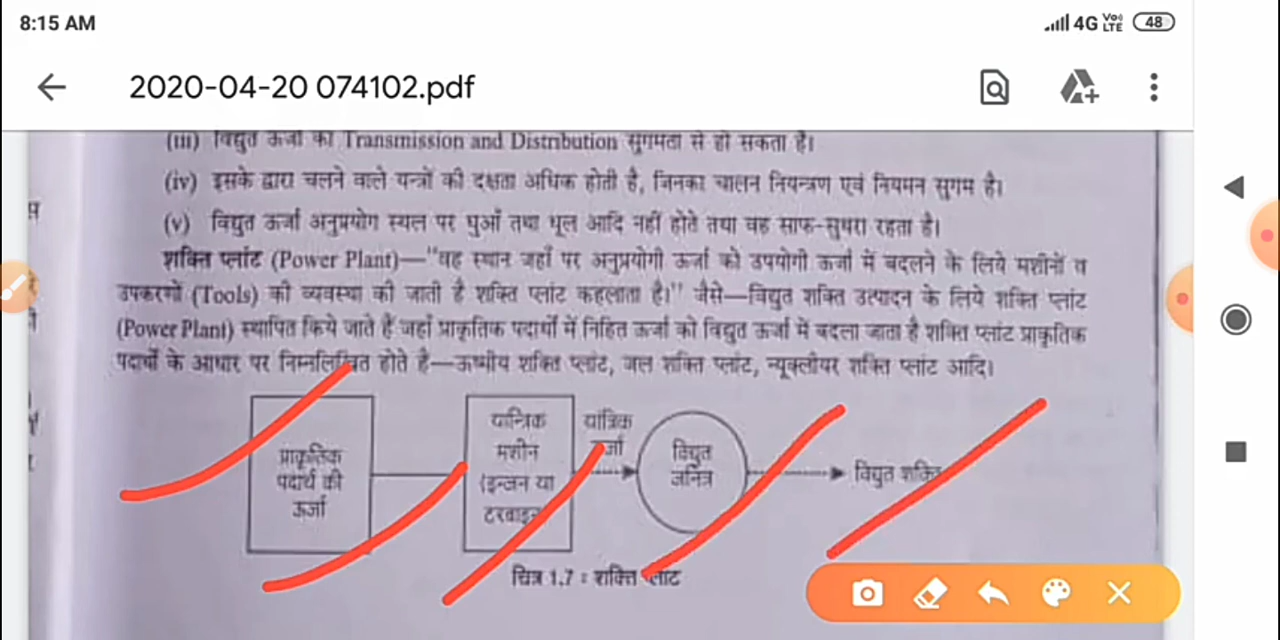 8:15 AM
4G Vo) LTE 48
2020-04-20 074102.pdf
(iii) विद्युत ऊर्जा का Transmission and Distribution सुगमता से हो सकता है।
(iv) इसके द्वारा चलने वाले यन्त्रों की दक्षता अधिक होती है, जिनका चालन नियन्त्रण एवं नियमन सुगम है।
(v) विद्युत ऊर्जा अनुप्रयोग स्थल पर धुआँ तथा धूल आदि नहीं होते तथा वह साफ-सुथरा रहता है।
शक्ति प्लांट (Power Plant)—"वह स्थान जहाँ पर अनुप्रयोगी ऊर्जा को उपयोगी ऊर्जा में बदलने के लिये मशीनों व
उपकरणों (Tools) की व्यवस्था की जाती है शक्ति प्लांट कहलाता है।" जैसे—विद्युत शक्ति उत्पादन के लिये शक्ति प्लांट
(Power Plant) स्थापित किये जाते हैं जहाँ प्राकृतिक पदार्थों में निहित ऊर्जा को विद्युत ऊर्जा में बदला जाता है शक्ति प्लांट प्राकृतिक
पदार्थों के आधार पर निम्नलिखित होते है—ऊष्मीय शक्ति प्लांट, जल शक्ति प्लांट, न्यूक्लीयर शक्ति प्लांट आदि।
प्राकृतिक
पदार्थ की
ऊर्जा
यान्त्रिक
मशीन
(इन्जन या
टरबाइन
यांत्रिक
ऊर्जा
विद्युत
जनित्र
विद्युत शक्ति
चित्र 1.7 : शक्ति प्लांट